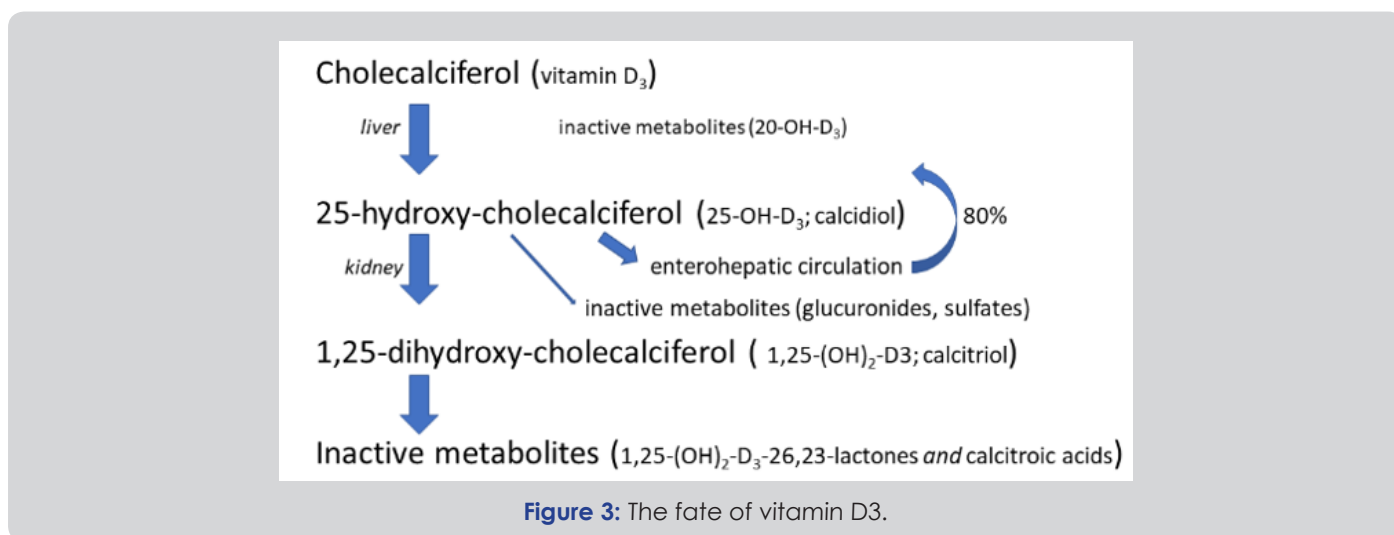 Cholecalciferol (vitamin D₃)
liver
inactive metabolites (20-OH-D₃)
25-hydroxy-cholecalciferol (25-OH-D₃; calcidiol)
80%
kidney
enterohepatic circulation
inactive metabolites (glucuronides, sulfates)
1,25-dihydroxy-cholecalciferol ( 1,25-(OH)₂-D3; calcitriol)
Inactive metabolites (1,25-(OH)₂-D₃-26,23-lactones and calcitroic acids)
Figure 3: The fate of vitamin D3.